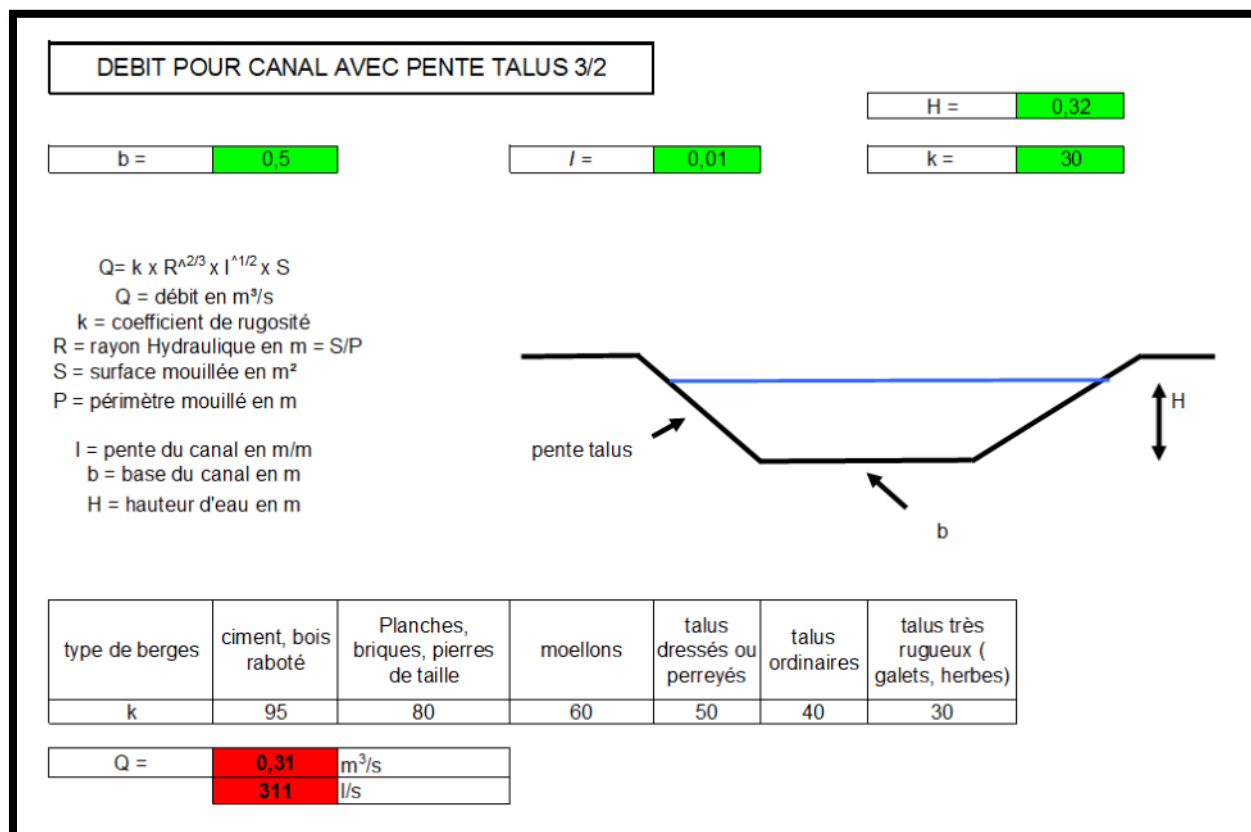 DEBIT POUR CANAL AVEC PENTE TALUS 3/2
H = 0,32
b = 0,5 I = 0,01 k = 30
Q= k x R^2/3 x I^1/2 x S
Q = débit en m³/s
k = coefficient de rugosité
R = rayon Hydraulique en m = S/P
S = surface mouillée en m²
P = périmètre mouillé en m
I = pente du canal en m/m
b = base du canal en m
H = hauteur d'eau en m
H
pente talus
b
type de berges
ciment, bois
raboté
Planches,
briques, pierres
de taille
moellons
talus
dressés ou
perreyés
talus
ordinaires
talus très
rugueux (
galets, herbes)
k 95 80 60 50 40 30
Q = 0,31 m³/s
311 l/s